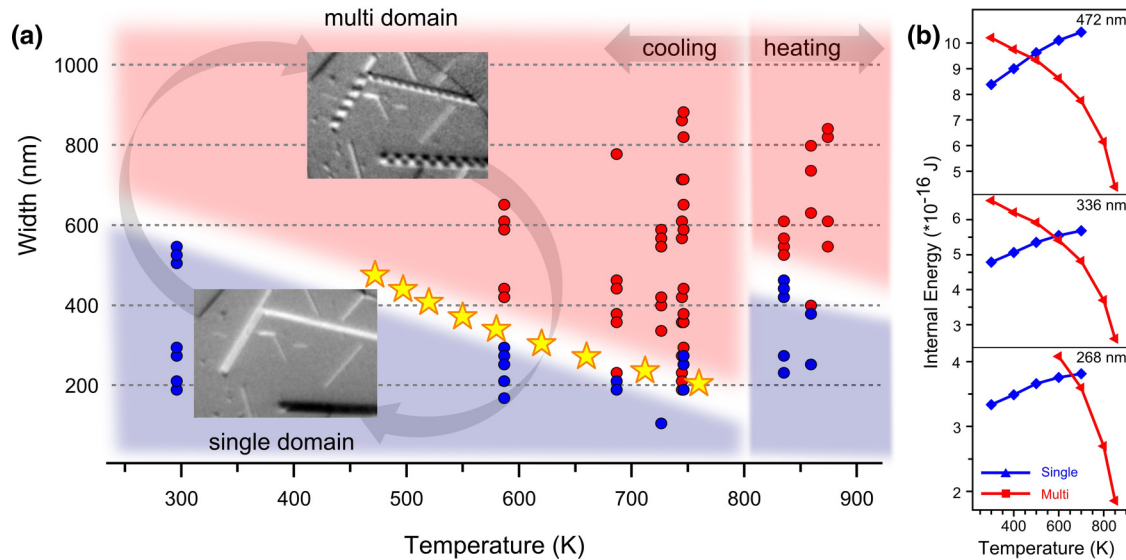 (a)
multi domain
cooling
heating
Width (nm)
1000
800
600
400
200
single domain
300
400
500
600
700
800
900
Temperature (K)
(b)
472 nm
10
9
8
7
6
5
336 nm
6
5
4
3
268 nm
4
3
2
Single
Multi
400
600
800
Internal Energy (*10⁻¹⁶ J)
Temperature (K)